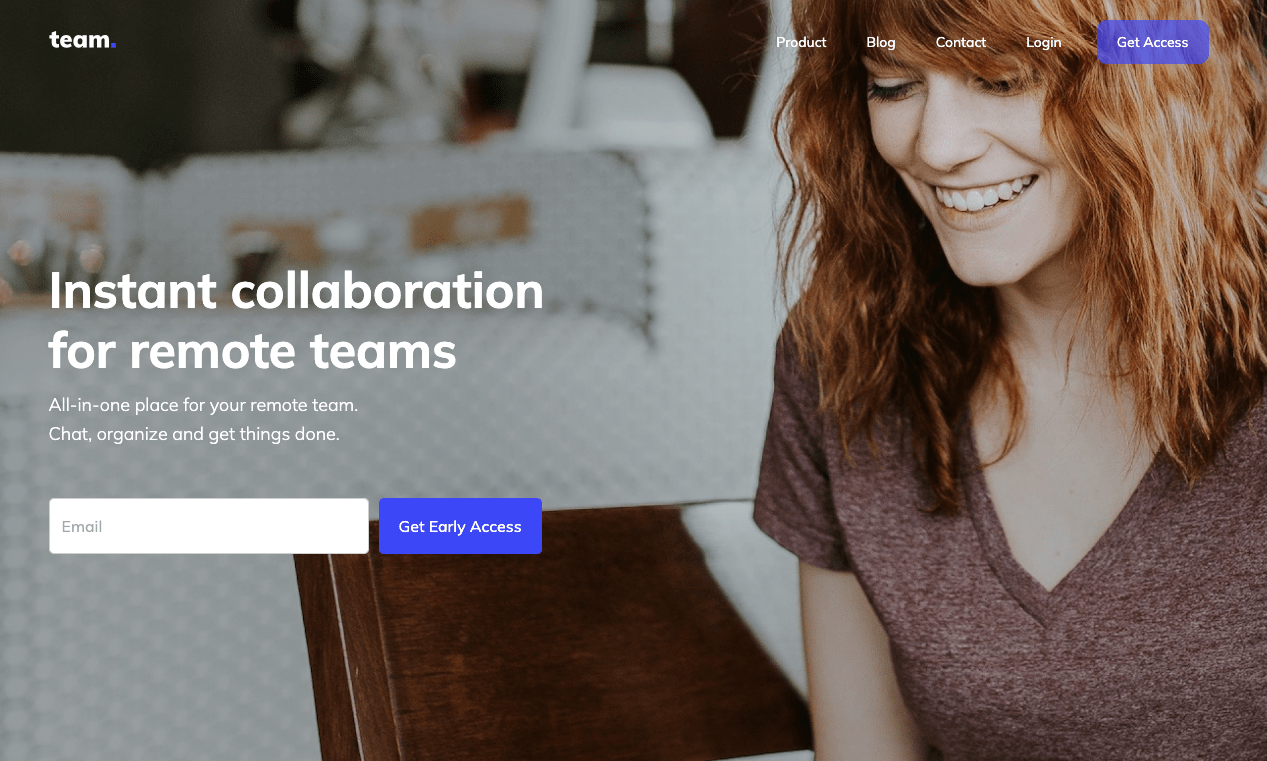 team.
Product
Blog
Contact
Login
Get Access
Instant collaboration
for remote teams
All-in-one place for your remote team.
Chat, organize and get things done.
Email
Get Early Access